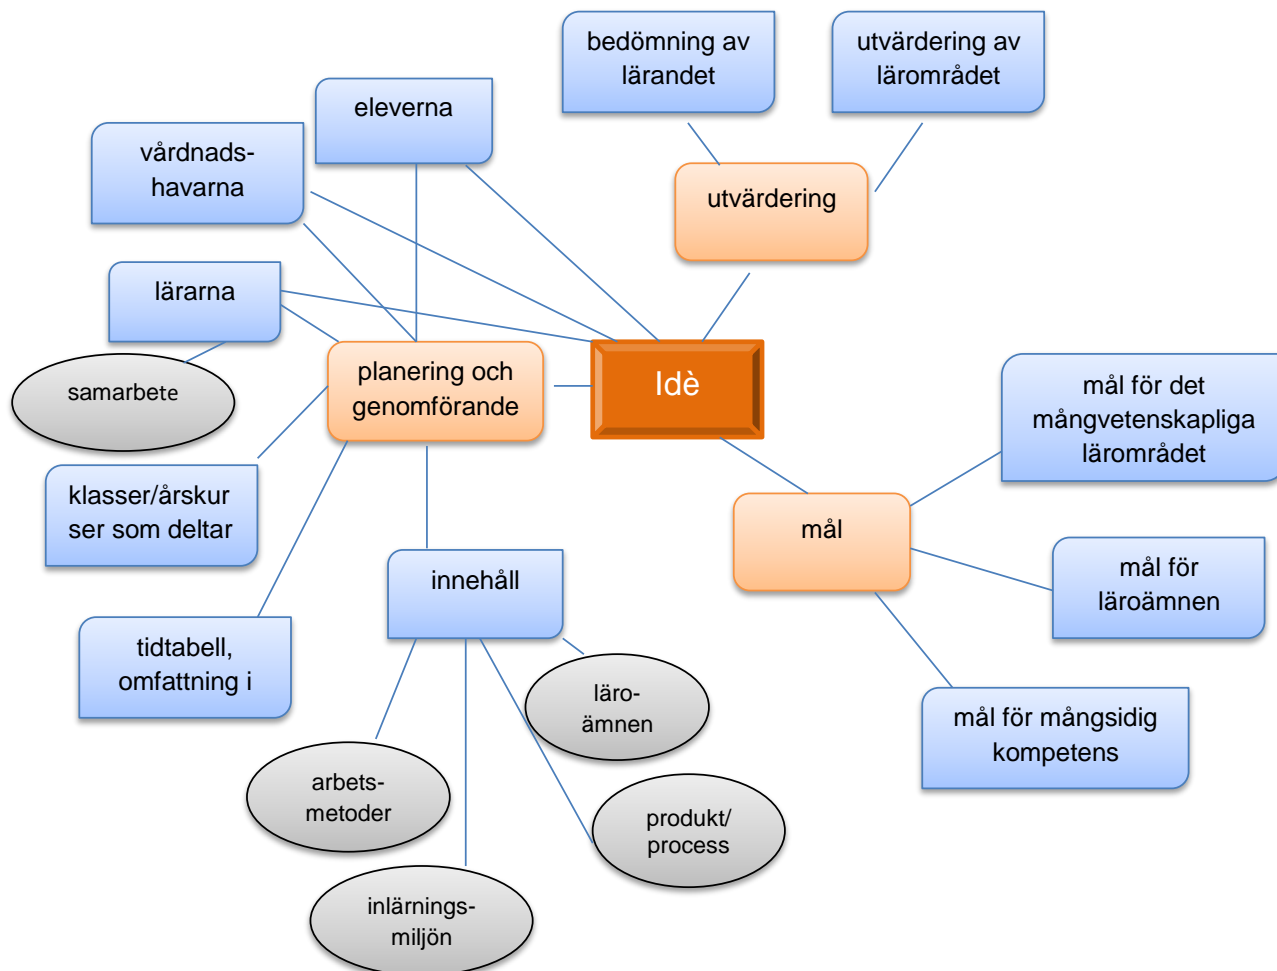 bedömning av
lärandet
utvärdering av
lärområdet
eleverna
vårdnads-
havarna
utvärdering
lärarna
samarbete
planering och
genomförande
Idè
mål för det
mångvetenskapliga
lärområdet
klasser/årskur
ser som deltar
mål
innehåll
mål för
läroämnen
tidtabell,
omfattning i
läro-
ämnen
mål för mångsidig
kompetens
arbets-
metoder
produkt/
process
inlärnings-
miljön